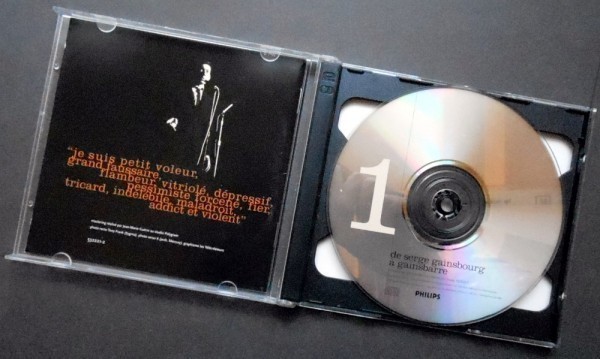 "je suis petit voleur,
grand faussaire,
flambeur, vitriolé, dépressif,
pessimiste forcené, fier,
tricard, indélébile, maladroit,
addict et violent"
1
de serge gainsbourg
a gainsbarre
PHILIPS